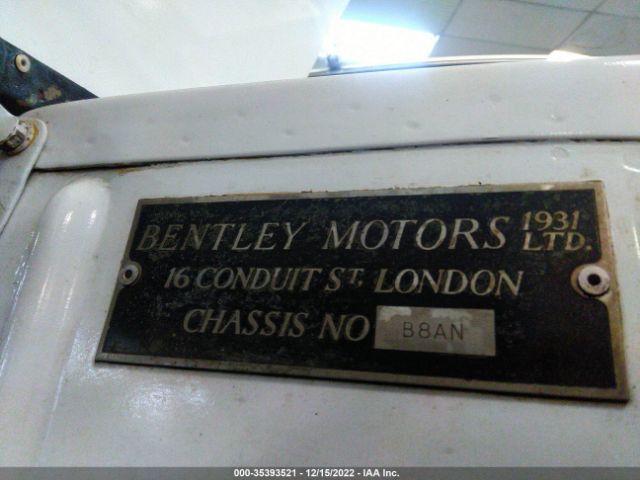 BENTLEY MOTORS 1931 LTD.
16 CONDUIT ST, LONDON
CHASSIS NO B8AN
000-35393521 - 12/15/2022 - IAA Inc.